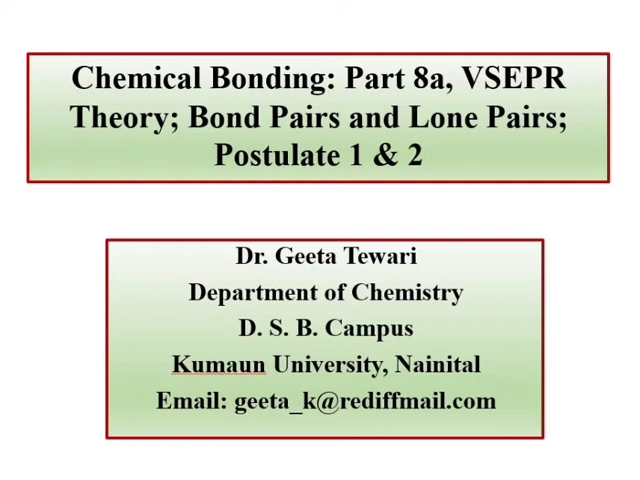 Chemical Bonding: Part 8a, VSEPR
Theory; Bond Pairs and Lone Pairs;
Postulate 1 & 2
Dr. Geeta Tewari
Department of Chemistry
D. S. B. Campus
Kumaun University, Nainital
Email: geeta_k@rediffmail.com